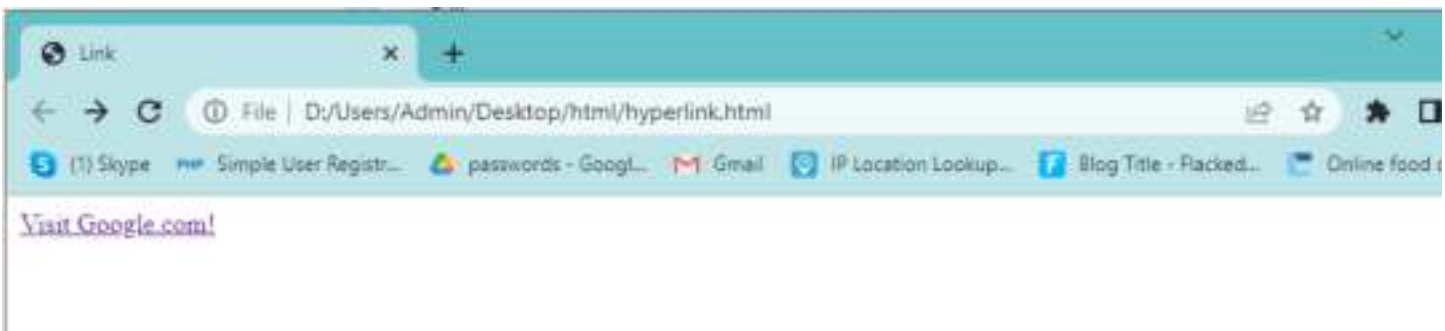 Link
File | D:/Users/Admin/Desktop/html/hyperlink.html
(1) Skype PHP Simple User Registr... passwords - Googl... Gmail IP Location Lookup... Blog Title - Flacked... Online food
Visit Google.com!